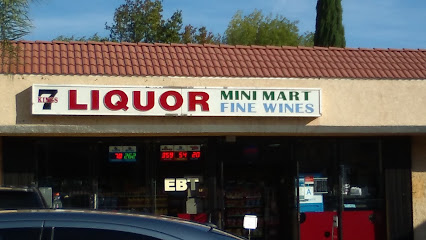 7 KINGS LIQUOR MINI MART
FINE WINES
EBT
A